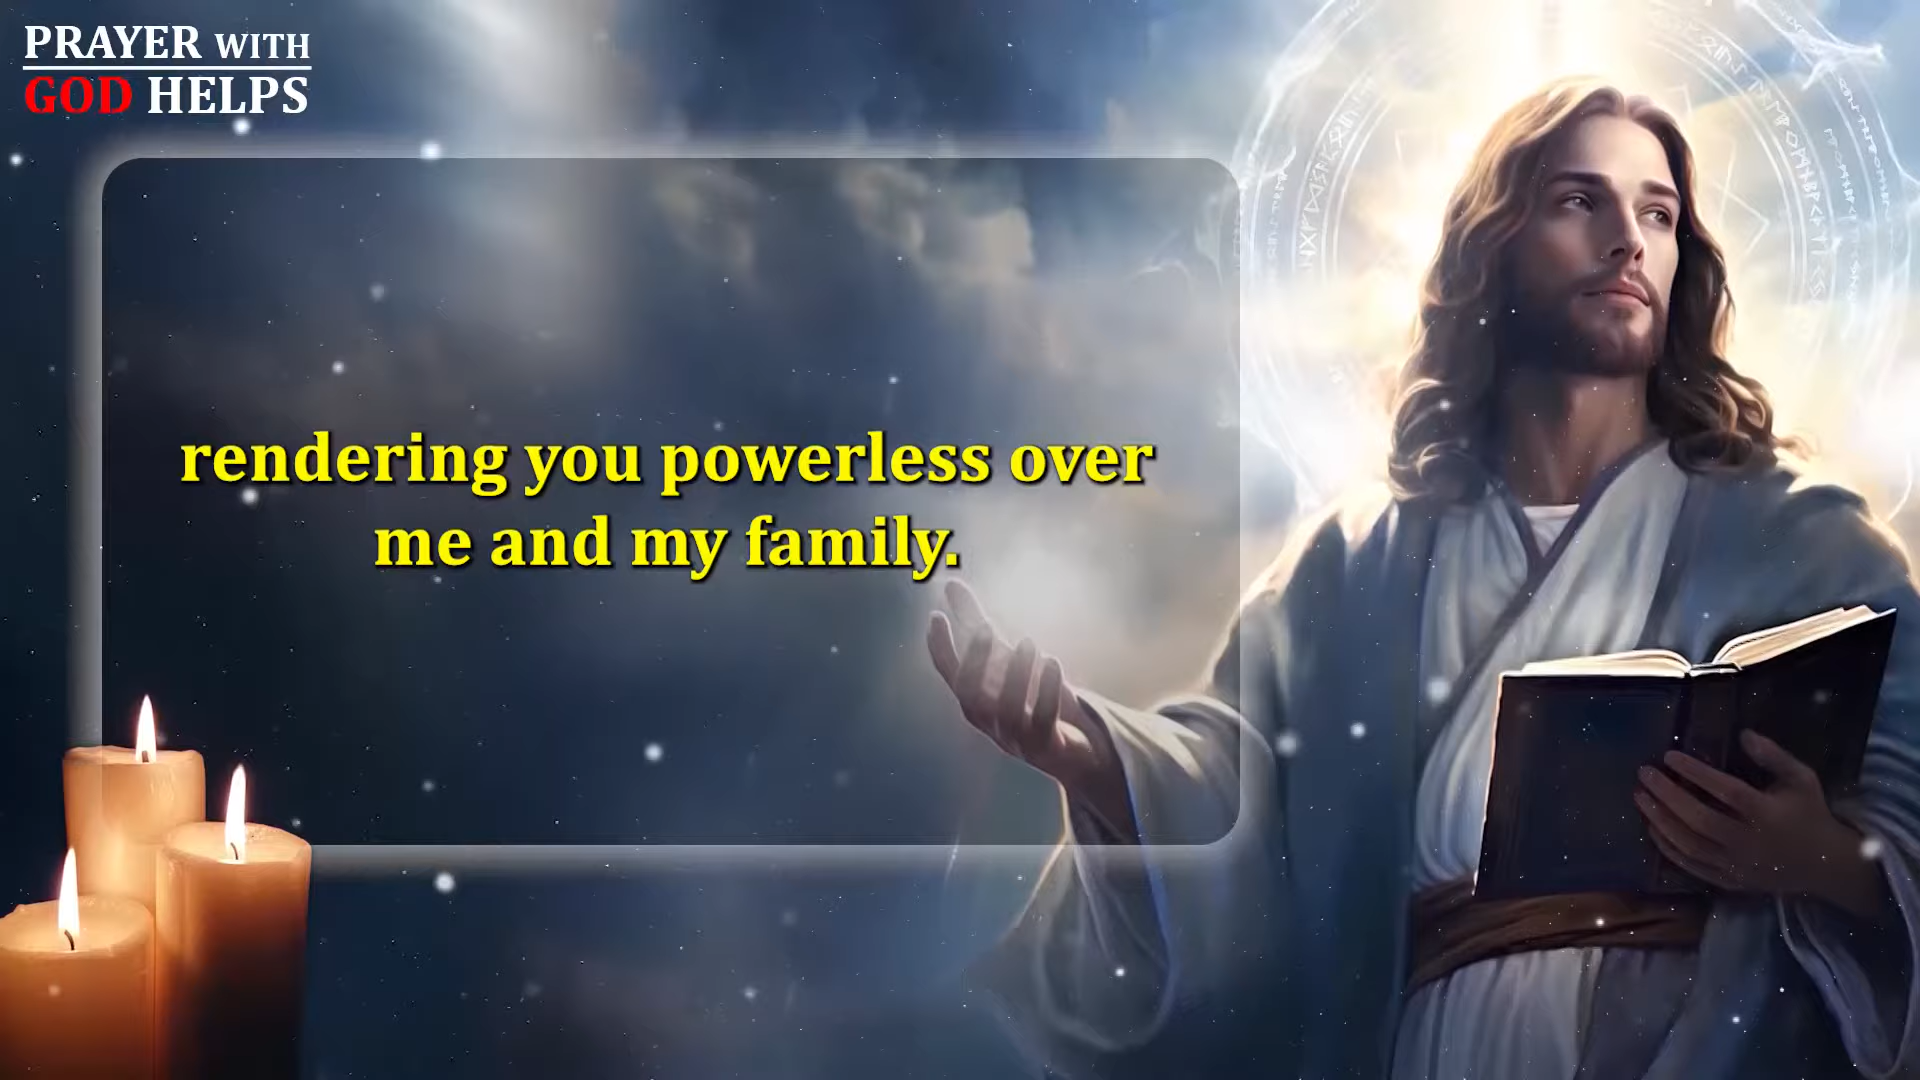 PRAYER WITH
GOD HELPS
rendering you powerless over
me and my family.